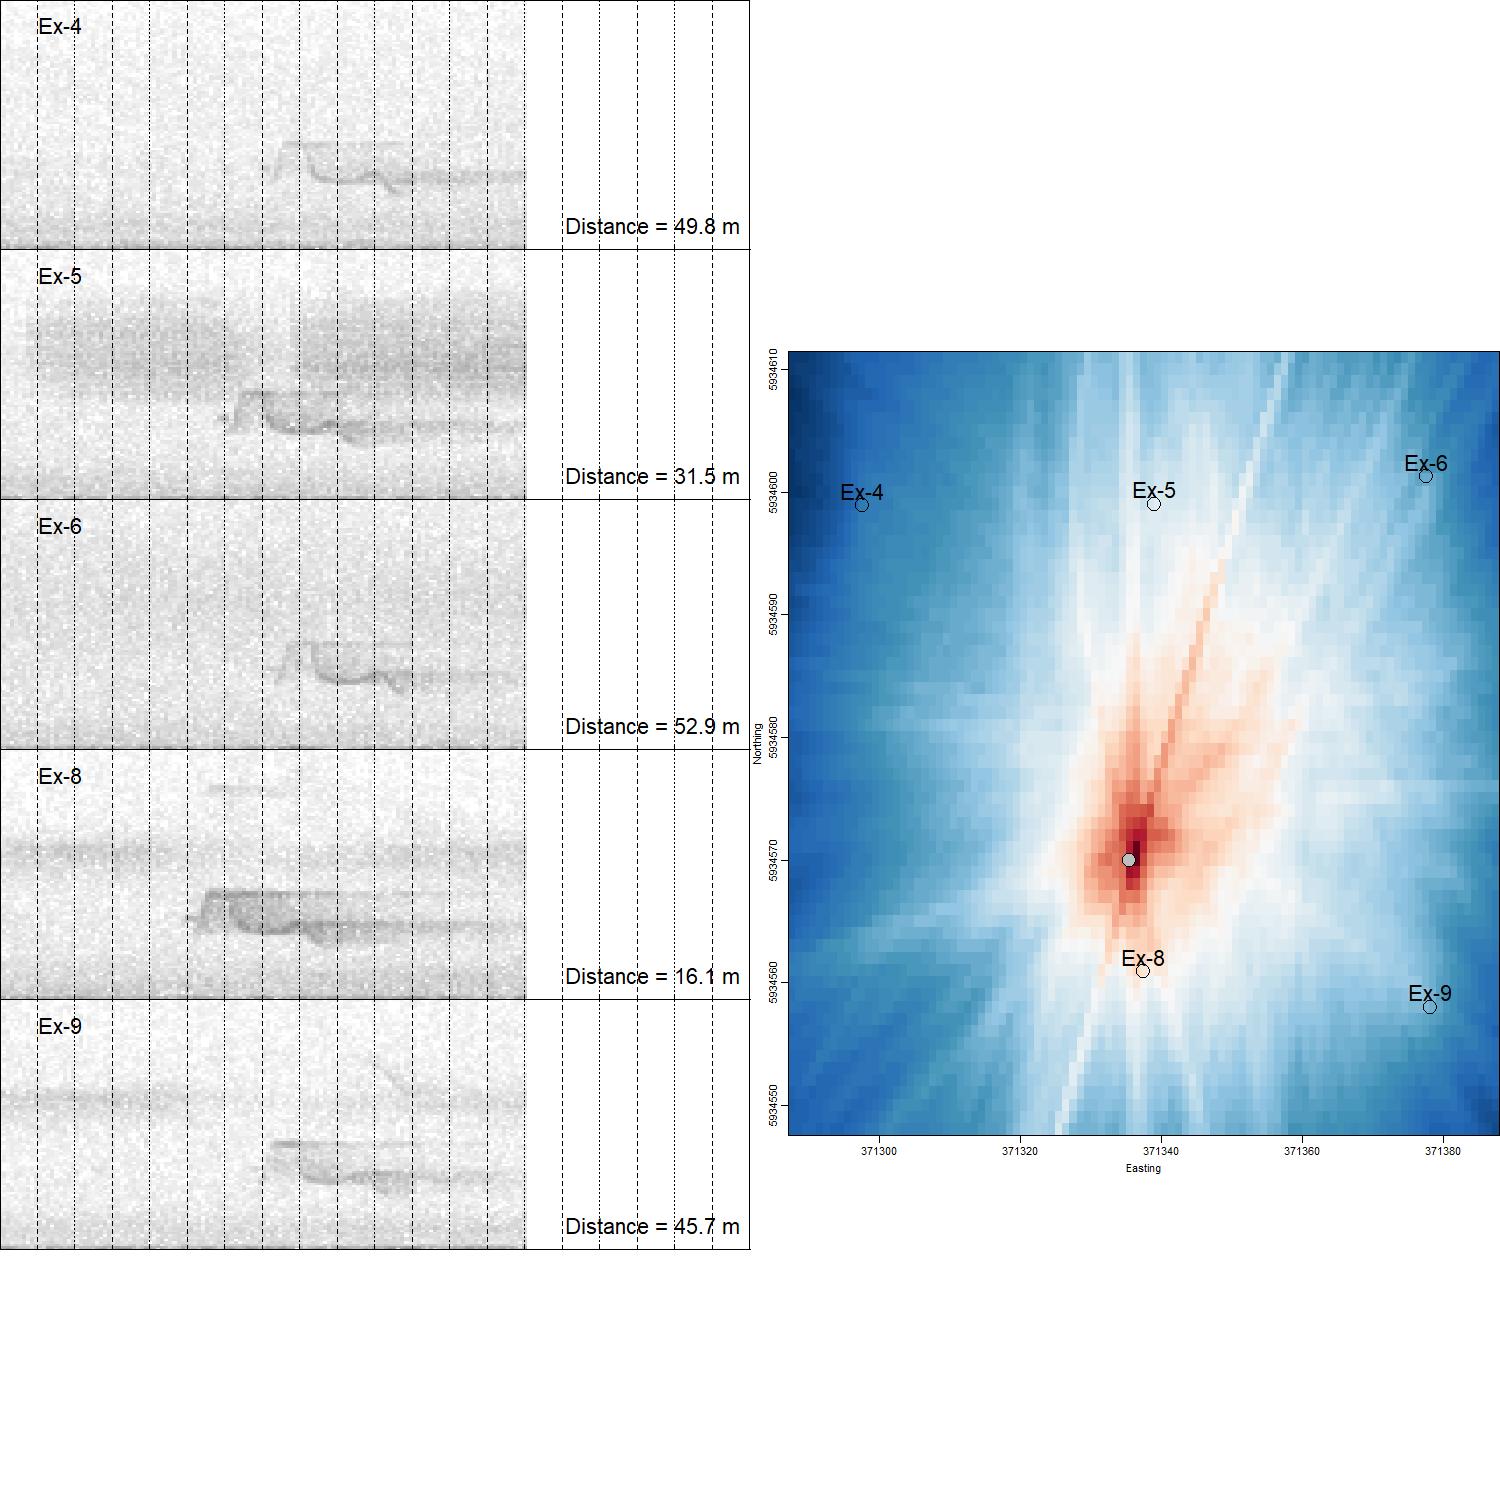 Ex-4
Distance = 49.8 m
Ex-5
Distance = 31.5 m
Ex-6
Distance = 52.9 m
Ex-8
Distance = 16.1 m
Ex-9
Distance = 45.7 m
Northing
5934610
5934600
5934590
5934580
5934570
5934560
5934550
Ex-4
Ex-5
Ex-6
Ex-8
Ex-9
371300
371320
371340
371360
371380
Easting